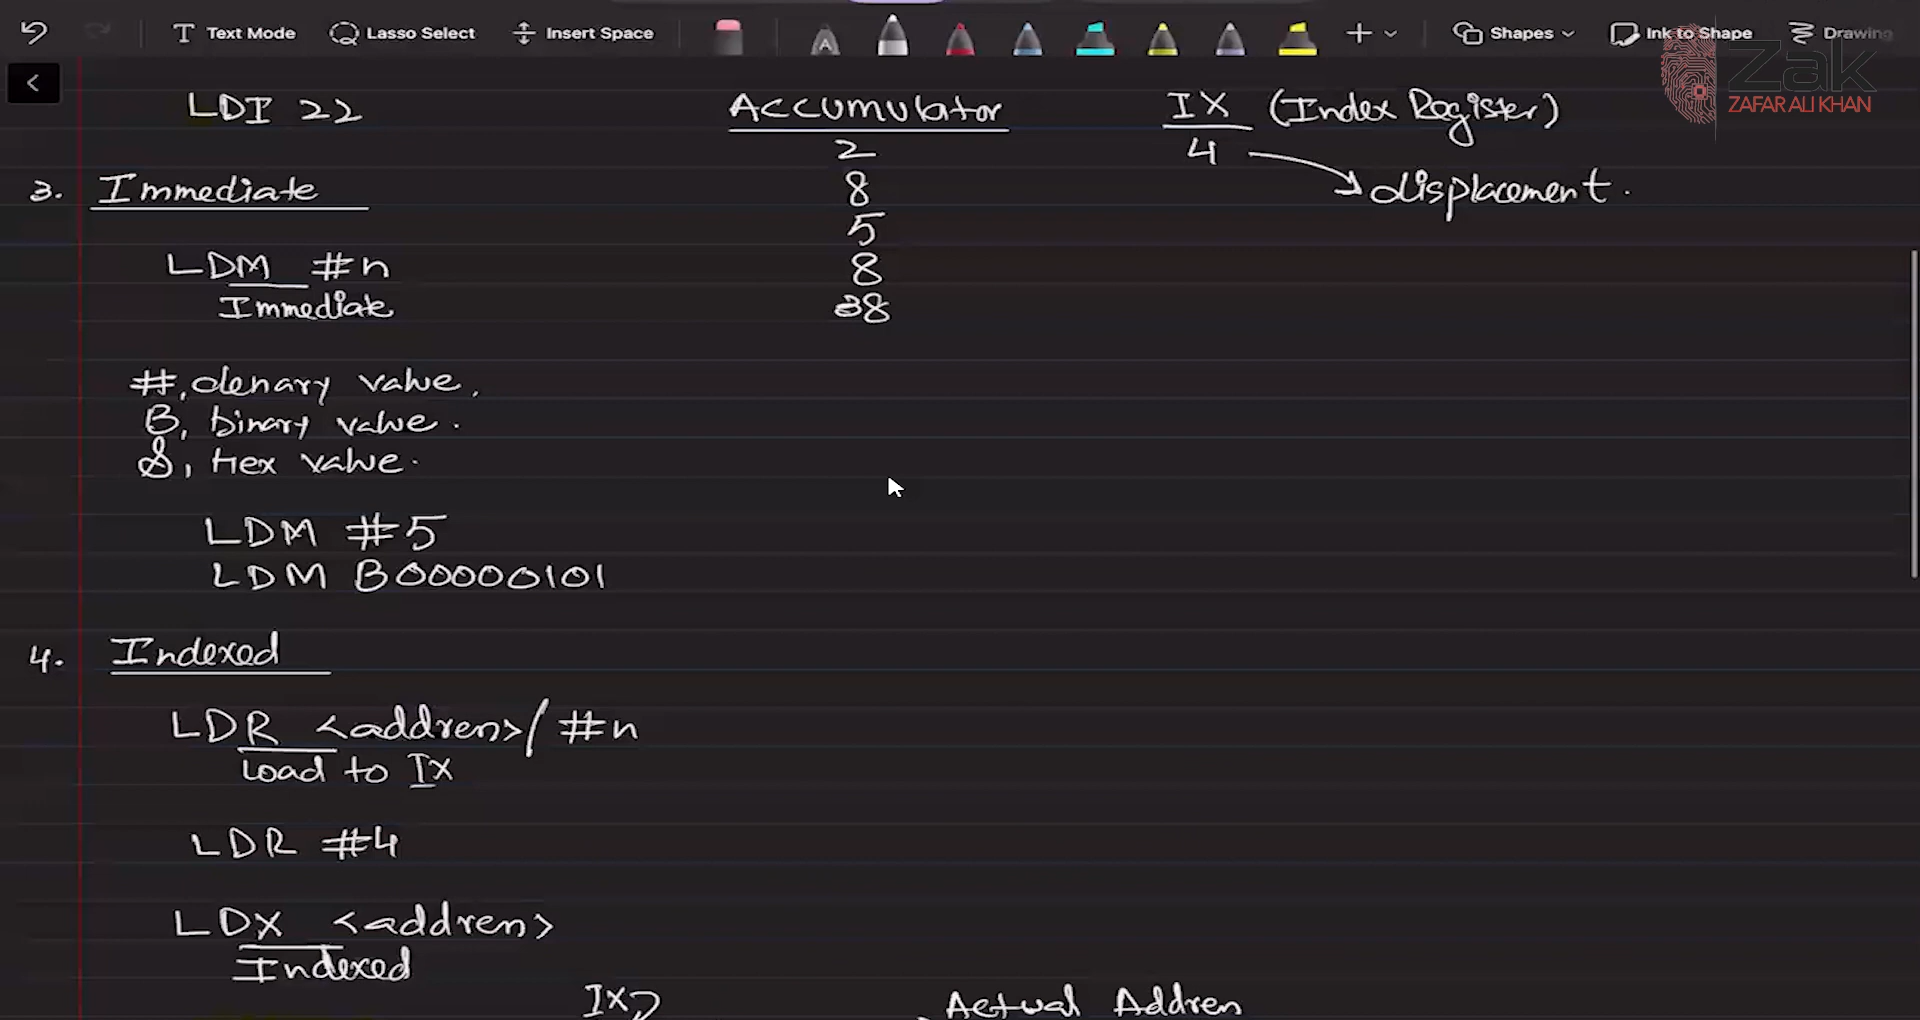 Text Mode Lasso Select Insert Space Shapes Ink to Shape Drawing
Zak
ZAFAR ALI KHAN
LDI 22
Accumulator
IX (Index Register)
2
4
displacement.
3. Immediate
8
5
LDM #n
8
Immediate
38
#, denary value,
B, binary value.
&, Hex value.
LDM #5
LDM B00000101
4. Indexed
LDR <address>/ #n
Load to IX
LDR #4
LDX <address>
Indexed
IX
Actual Address